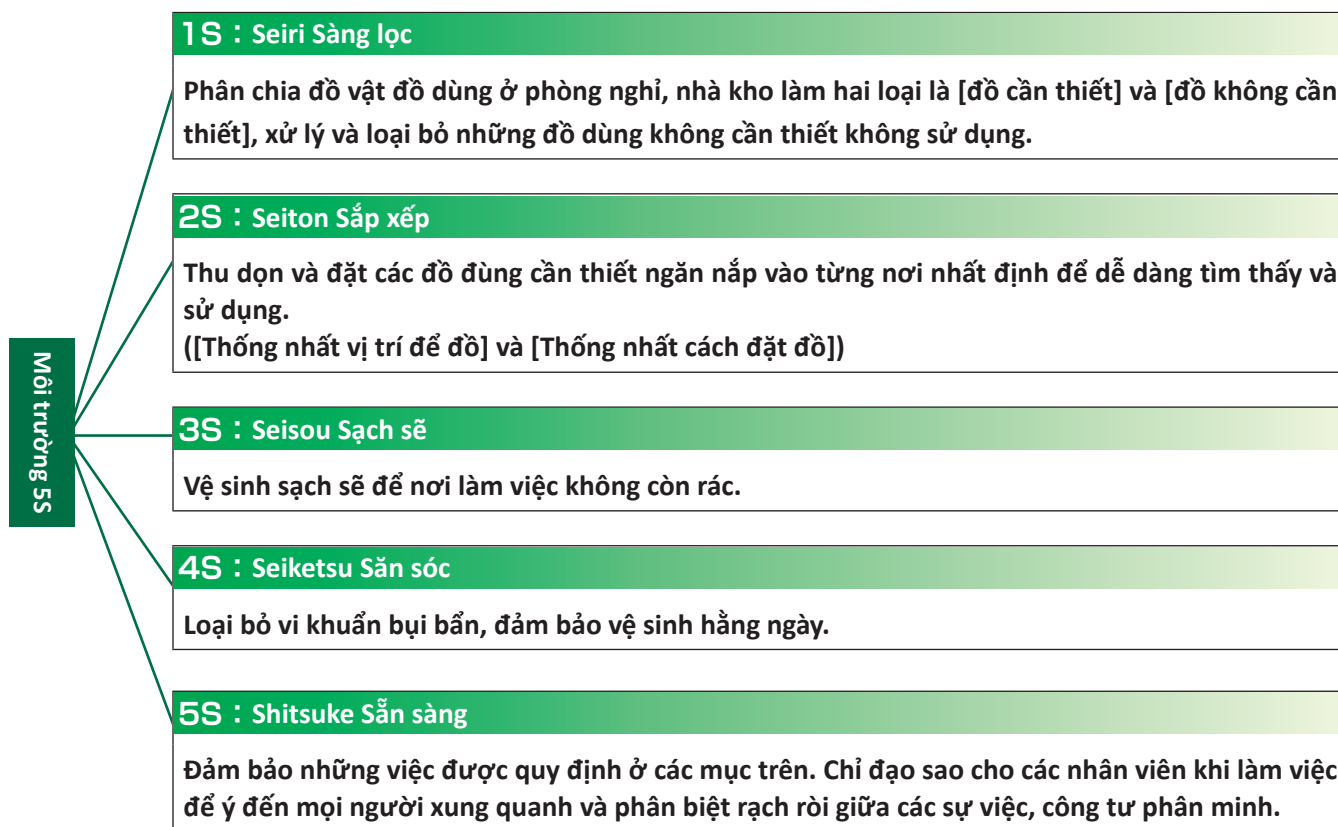 Môi trường 5S
1S：Seiri Sàng lọc
Phân chia đồ vật đồ dùng ở phòng nghỉ, nhà kho làm hai loại là [đồ cần thiết] và [đồ không cần
thiết], xử lý và loại bỏ những đồ dùng không cần thiết không sử dụng.
2S：Seiton Sắp xếp
Thu dọn và đặt các đồ đùng cần thiết ngăn nắp vào từng nơi nhất định để dễ dàng tìm thấy và
sử dụng.
([Thống nhất vị trí để đồ] và [Thống nhất cách đặt đồ])
3S：Seisou Sạch sẽ
Vệ sinh sạch sẽ để nơi làm việc không còn rác.
4S：Seiketsu Săn sóc
Loại bỏ vi khuẩn bụi bẩn, đảm bảo vệ sinh hằng ngày.
5S：Shitsuke Sẵn sàng
Đảm bảo những việc được quy định ở các mục trên. Chỉ đạo sao cho các nhân viên khi làm việc
để ý đến mọi người xung quanh và phân biệt rạch ròi giữa các sự việc, công tư phân minh.